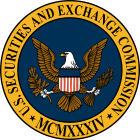 U.S. SECURITIES AND EXCHANGE COMMISSION
MCMXXXIV